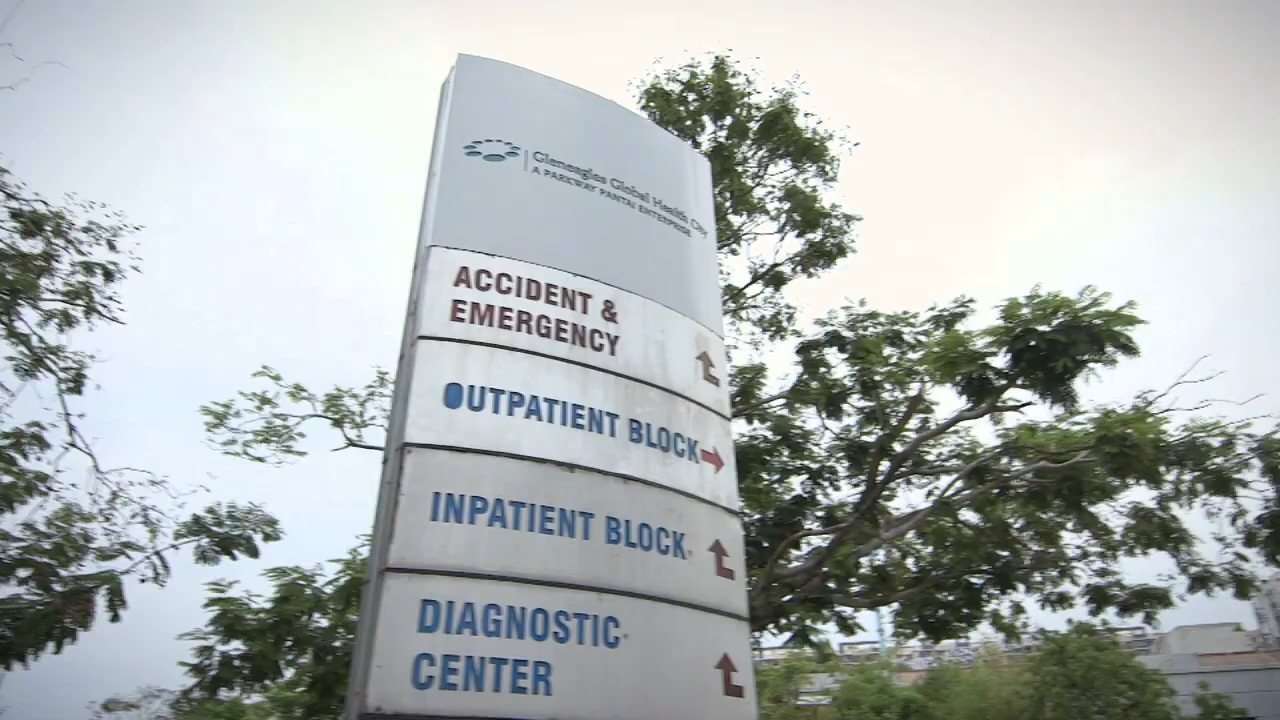 Gleneagles Global Health City
A PARKWAY PANTAI ENTERPRISE
ACCIDENT &
EMERGENCY
OUTPATIENT BLOCK
INPATIENT BLOCK
DIAGNOSTIC
CENTER